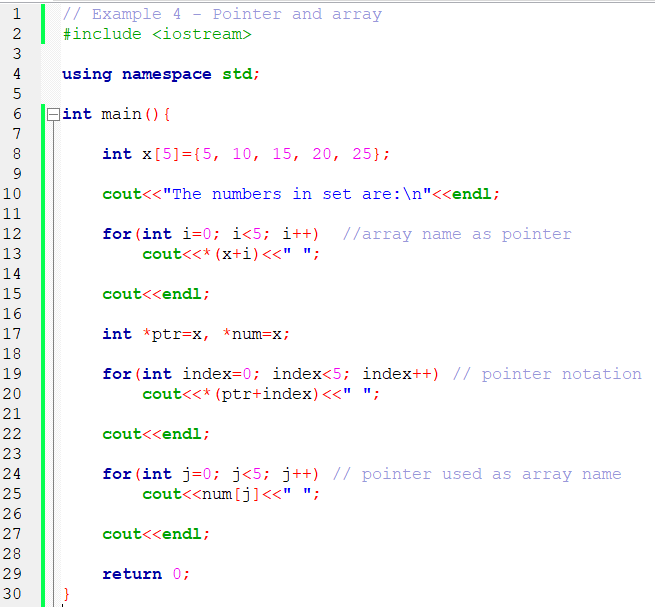 1 // Example 4 - Pointer and array
2 #include <iostream>
3
4 using namespace std;
5
6 int main(){
7
8 int x[5]={5, 10, 15, 20, 25};
9
10 cout<<"The numbers in set are:\n"<<endl;
11
12 for(int i=0; i<5; i++)  //array name as pointer
13 cout<<*(x+i)<<" ";
14
15 cout<<endl;
16
17 int *ptr=x, *num=x;
18
19 for(int index=0; index<5; index++) // pointer notation
20 cout<<*(ptr+index)<<" ";
21
22 cout<<endl;
23
24 for(int j=0; j<5; j++) // pointer used as array name
25 cout<<num[j]<<" ";
26
27 cout<<endl;
28
29 return 0;
30 }